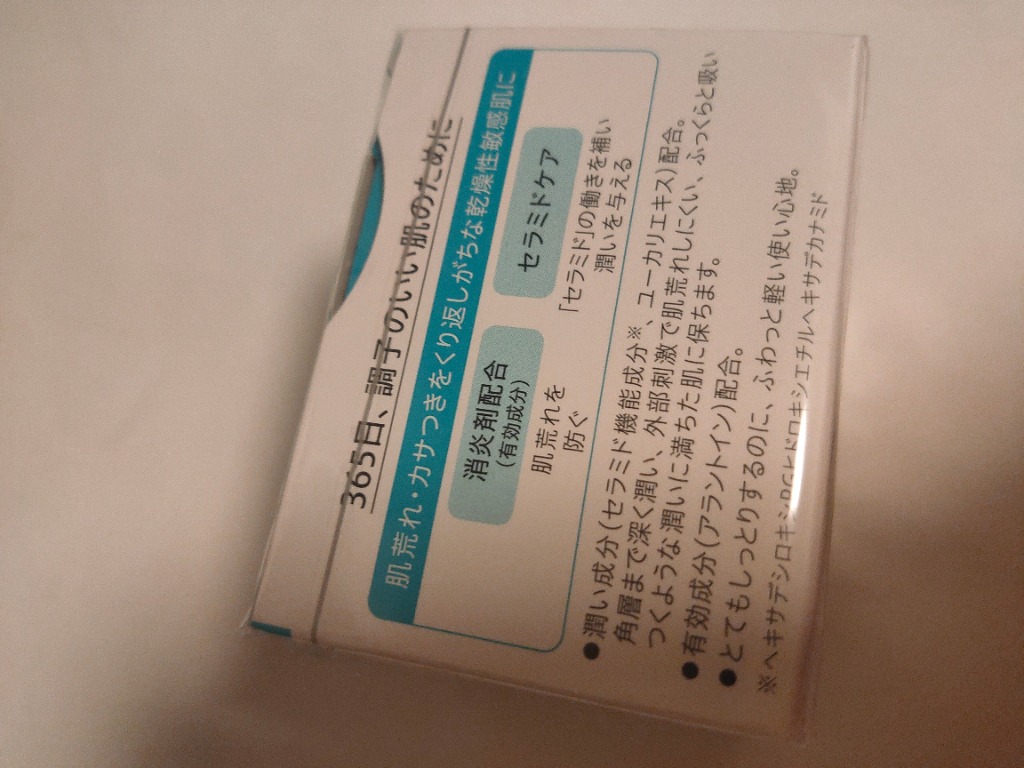 365日、調子のいい肌のために
肌荒れ・カサつきをくり返しがちな乾燥性敏感肌に
消炎剤配合
(有効成分)
肌荒れを
防ぐ
セラミドケア
「セラミド」の働きを補い
潤いを与える
●潤い成分(セラミド機能成分※、ユーカリエキス)配合。
角層まで深く潤い、外部刺激で肌荒れしにくい、ふっくらと吸い
つくような潤いに満ちた肌に保ちます。
●有効成分(アラントイン)配合。
●とてもしっとりするのに、ふわっと軽い使い心地。
※ヘキサデシロキシPGヒドロキシエチルヘキサデカナミド